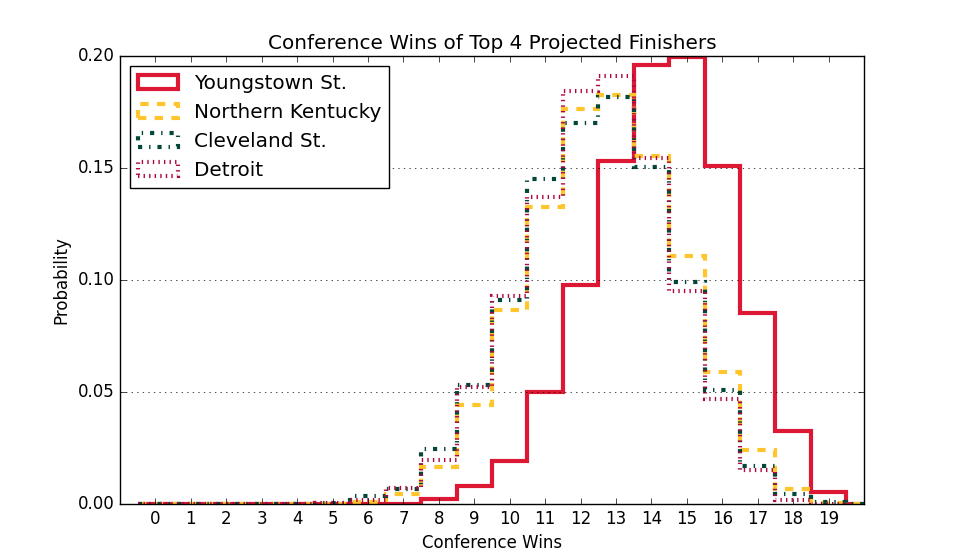 Conference Wins of Top 4 Projected Finishers
0.20
0.15
0.10
0.05
0.00
Probability
Youngstown St.
Northern Kentucky
Cleveland St.
Detroit
0 1 2 3 4 5 6 7 8 9 10 11 12 13 14 15 16 17 18 19
Conference Wins